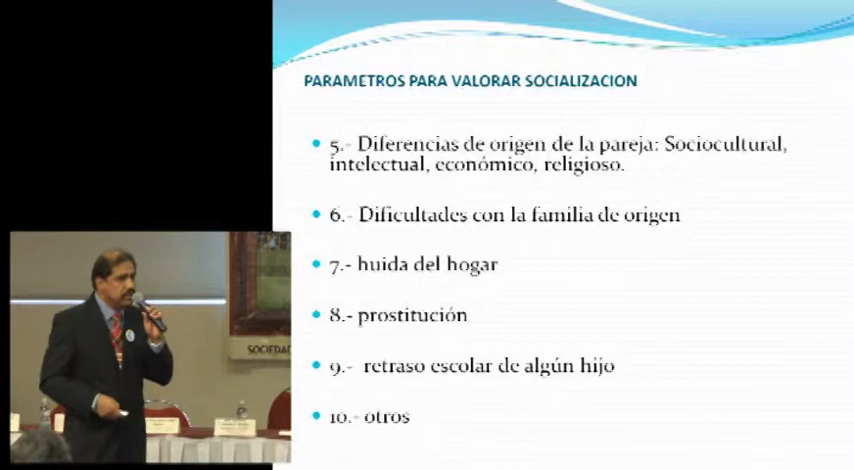 PARAMETROS PARA VALORAR SOCIALIZACION
• 5.- Diferencias de origen de la pareja: Sociocultural,
intelectual, económico, religioso.
• 6.- Dificultades con la familia de origen
• 7.- huida del hogar
• 8.- prostitución
• 9.- retraso escolar de algún hijo
• 10.- otros
SOCIEDAD